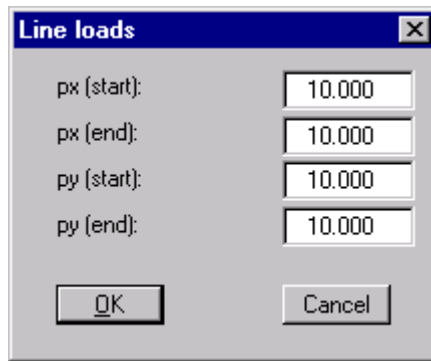 Line loads
px (start): 10.000
px (end): 10.000
py (start): 10.000
py (end): 10.000
OK Cancel